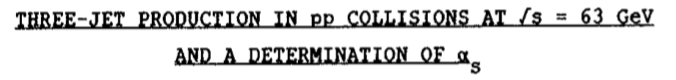 THREE-JET PRODUCTION IN pp COLLISIONS AT √s = 63 GeV
AND A DETERMINATION OF αs